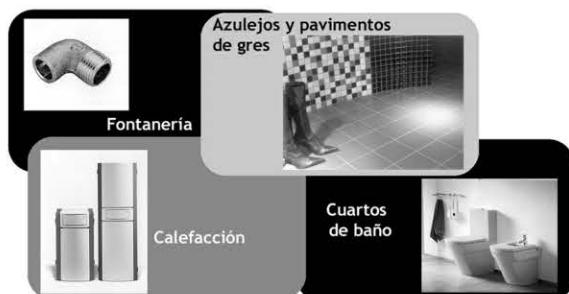 Azulejos y pavimentos
de gres
Fontanería
Calefacción
Cuartos
de baño